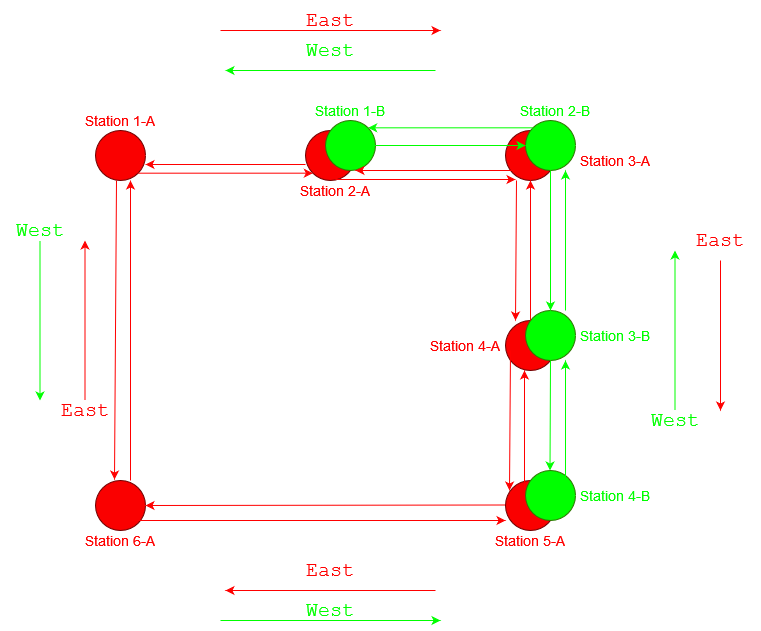 East
West
Station 1-B
Station 2-B
Station 1-A
Station 3-A
Station 2-A
West
East
Station 3-B
Station 4-A
East
West
Station 4-B
Station 6-A
Station 5-A
East
West